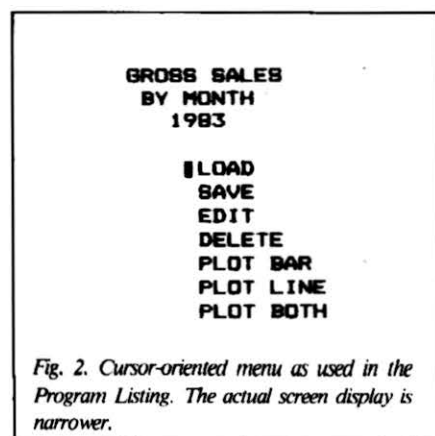 GROSS SALES
BY MONTH
1983
LOAD
SAVE
EDIT
DELETE
PLOT BAR
PLOT LINE
PLOT BOTH
Fig. 2. Cursor-oriented menu as used in the
Program Listing. The actual screen display is
narrower.